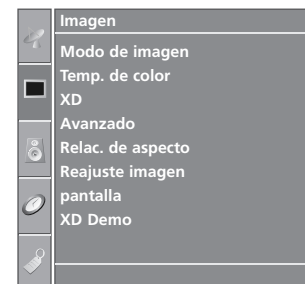 Imagen
Modo de imagen
Temp. de color
XD
Avanzado
Relac. de aspecto
Reajuste imagen
pantalla
XD Demo